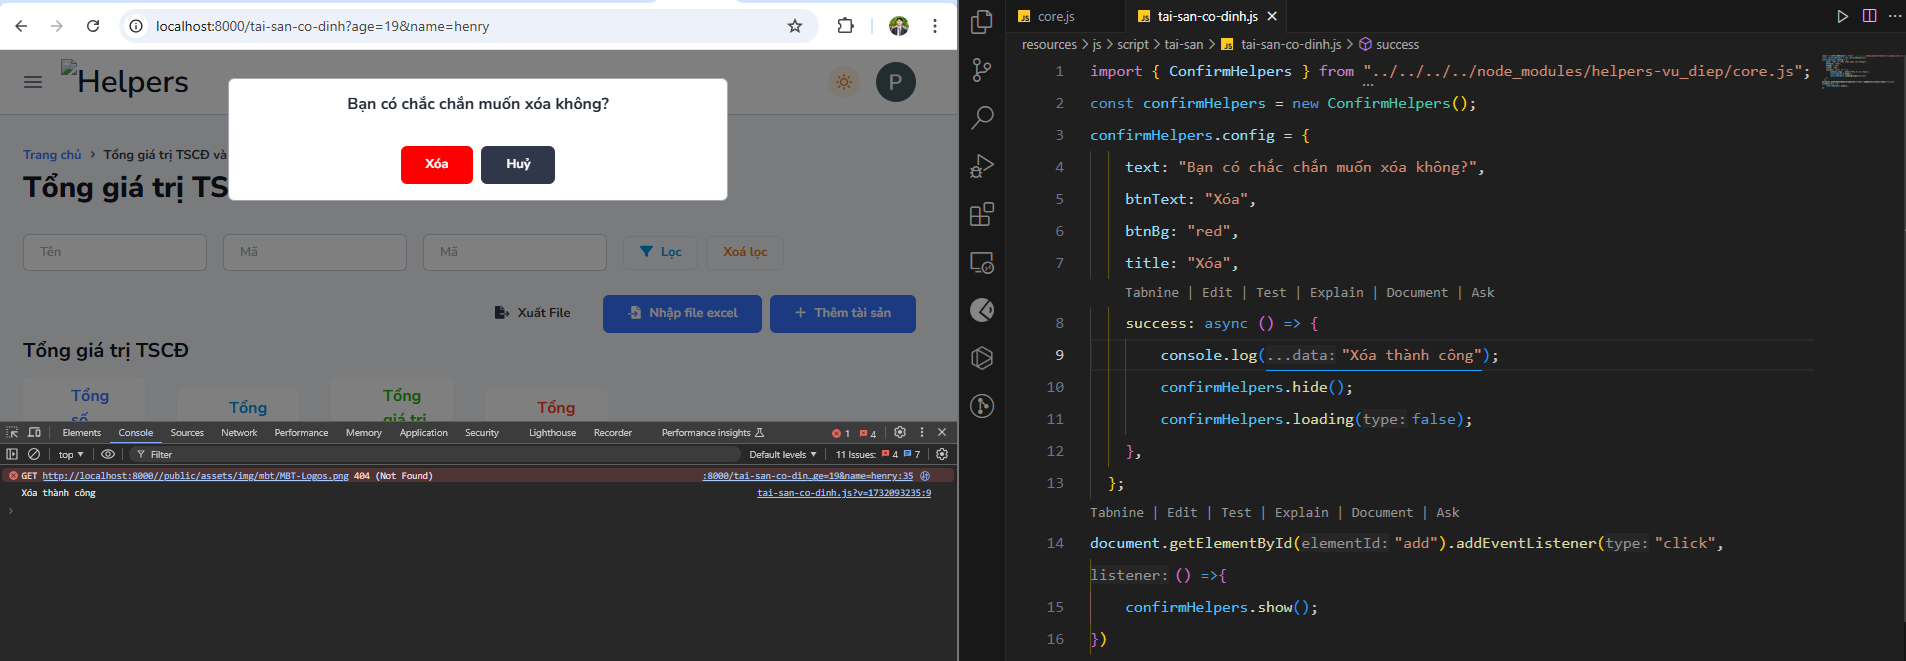 localhost:8000/tai-san-co-dinh?age=19&name=henry
Helpers
P
Bạn có chắc chắn muốn xóa không?
Xóa
Huỷ
Trang chủ > Tổng giá trị TSCĐ và
Tổng giá trị TS
Tên
Mã
Mã
Lọc
Xoá lọc
Xuất File
Nhập file excel
+ Thêm tài sản
Tổng giá trị TSCĐ
Tổng
số
Tổng
Tổng
giá trị
Tổng
Elements Console Sources Network Performance Memory Application Security Lighthouse Recorder Performance insights 1 4
top Filter Default levels 11 Issues: 4 7
GET http://localhost:8000//public/assets/img/mbt/MBT-Logos.png 404 (Not Found) :8000/tai-san-co-din…ge=19&name=henry:35
Xóa thành công tai-san-co-dinh.js?v=1732093235:9
JS core.js
JS tai-san-co-dinh.js
resources > js > script > tai-san > JS tai-san-co-dinh.js > success
1 import { ConfirmHelpers } from "../../../../node_modules/helpers-vu_diep/core.js";
2 const confirmHelpers = new ConfirmHelpers();
3 confirmHelpers.config = {
4 text: "Bạn có chắc chắn muốn xóa không?",
5 btnText: "Xóa",
6 btnBg: "red",
7 title: "Xóa",
Tabnine | Edit | Test | Explain | Document | Ask
8 success: async () => {
9 console.log(...data: "Xóa thành công");
10 confirmHelpers.hide();
11 confirmHelpers.loading(type: false);
12 },
13 };
Tabnine | Edit | Test | Explain | Document | Ask
14 document.getElementById(elementId: "add").addEventListener(type: "click",
listener: () =>{
15 confirmHelpers.show();
16 })